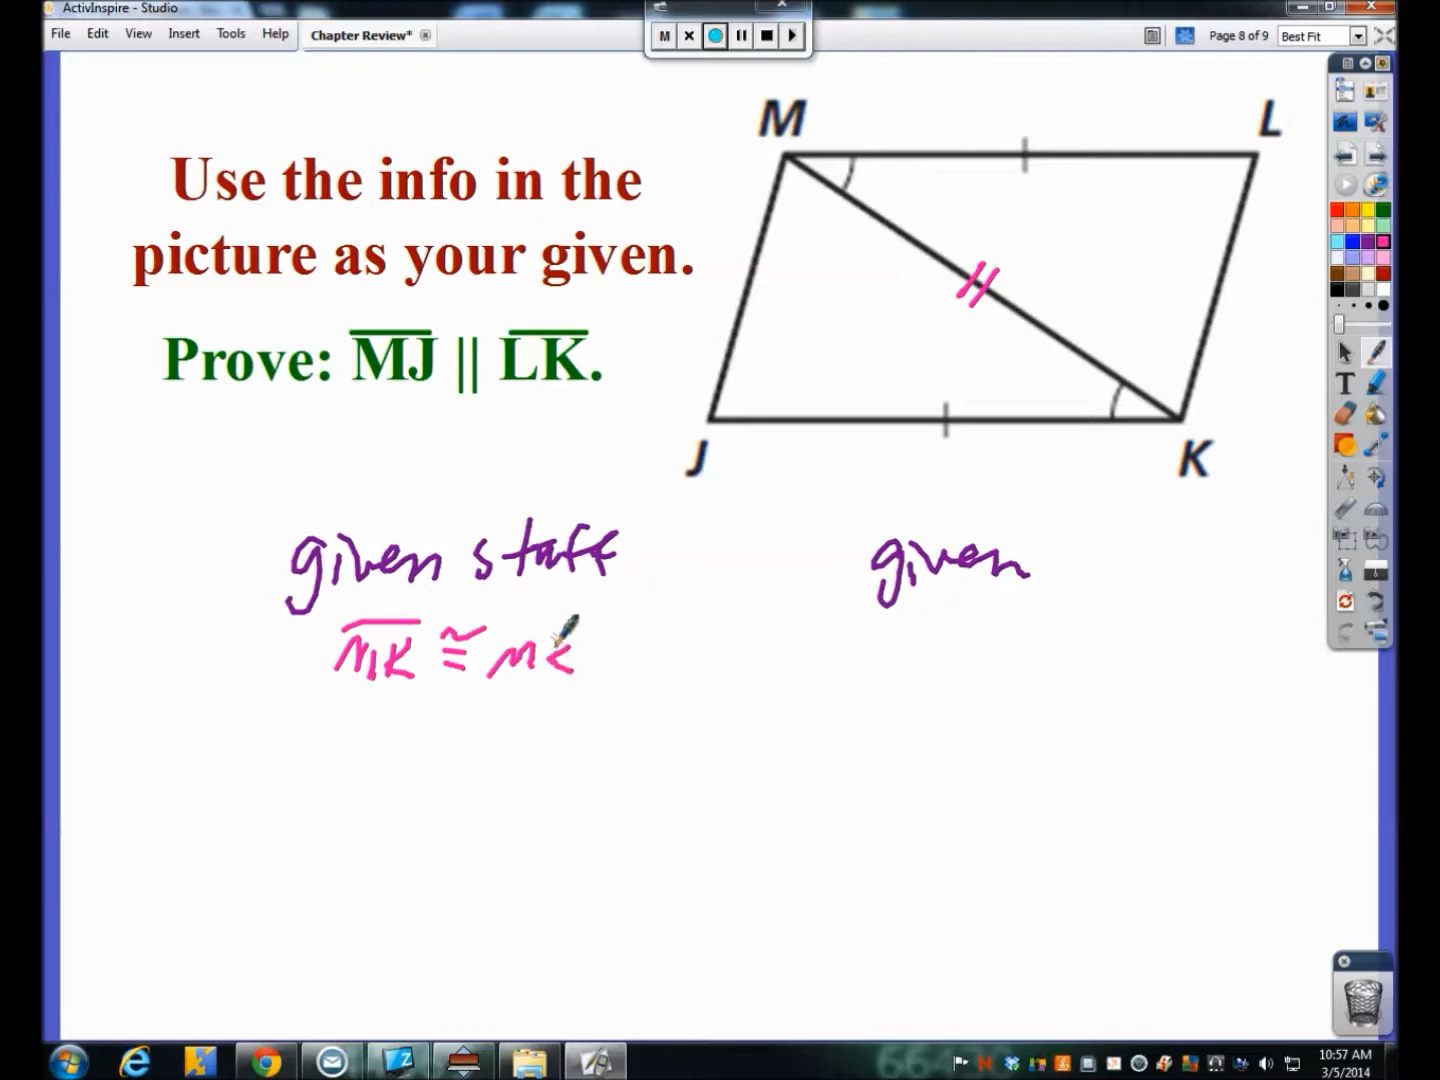 ActivInspire - Studio
File Edit View Insert Tools Help Chapter Review* M Page 8 of 9 Best Fit
M L
Use the info in the
picture as your given.
Prove: MJ || LK.
J K
given stuff given
MK ≅ MK
T
10:57 AM
3/5/2014